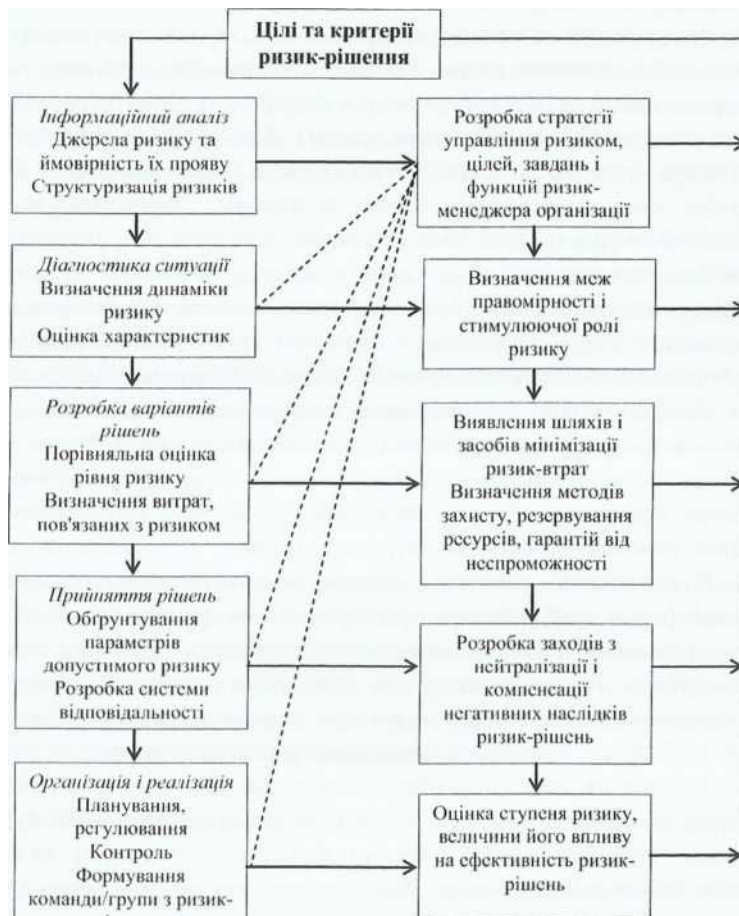 Цілі та критерії
ризик-рішення
Інформаційний аналіз
Джерела ризику та
ймовірність їх прояву
Структуризація ризиків
Діагностика ситуації
Визначення динаміки
ризику
Оцінка характеристик
Розробка варіантів
рішень
Порівняльна оцінка
рівня ризику
Визначення витрат,
пов'язаних з ризиком
Прийняття рішень
Обґрунтування
параметрів
допустимого ризику
Розробка системи
відповідальності
Організація і реалізація
Планування,
регулювання
Контроль
Формування
команди/групи з ризик-
Розробка стратегії
управління ризиком,
цілей, завдань і
функцій ризик-
менеджера організації
Визначення меж
правомірності і
стимулюючої ролі
ризику
Виявлення шляхів і
засобів мінімізації
ризик-втрат
Визначення методів
захисту, резервування
ресурсів, гарантій від
неспроможності
Розробка заходів з
нейтралізації і
компенсації
негативних наслідків
ризик-рішень
Оцінка ступеня ризику,
величини його впливу
на ефективність ризик-
рішень